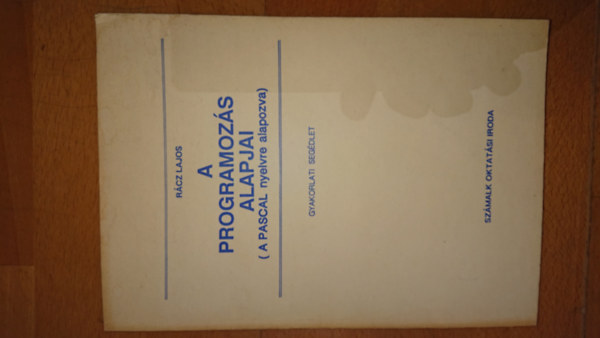 RÁCZ LAJOS
A
PROGRAMOZÁS
ALAPJAI
( A PASCAL nyelvre alapozva)
GYAKORLATI SEGÉDLET
SZÁMALK OKTATÁSI IRODA